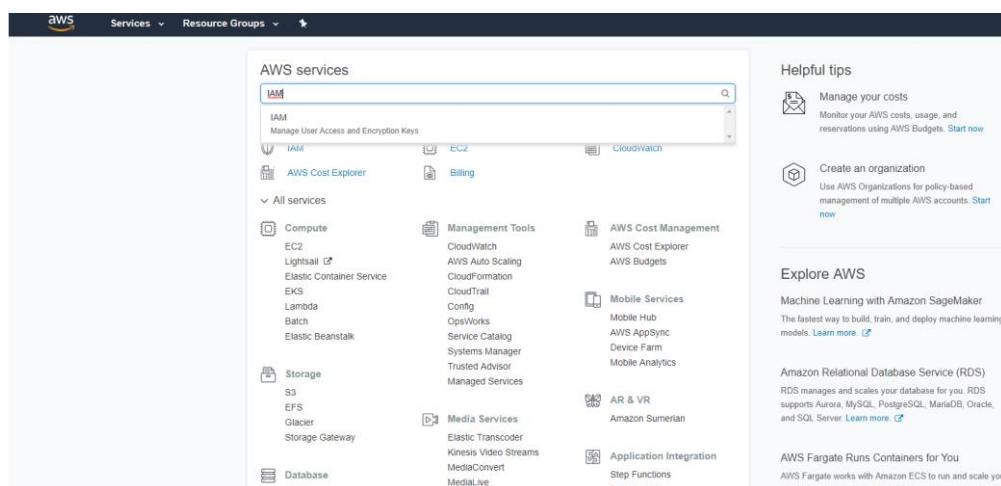 aws
Services
Resource Groups
AWS services
IAM
IAM
Manage User Access and Encryption Keys
IAM
EC2
CloudWatch
AWS Cost Explorer
Billing
All services
Compute
EC2
Lightsail
Elastic Container Service
EKS
Lambda
Batch
Elastic Beanstalk
Storage
S3
EFS
Glacier
Storage Gateway
Database
Management Tools
CloudWatch
AWS Auto Scaling
CloudFormation
CloudTrail
Config
OpsWorks
Service Catalog
Systems Manager
Trusted Advisor
Managed Services
Media Services
Elastic Transcoder
Kinesis Video Streams
MediaConvert
MediaLive
AWS Cost Management
AWS Cost Explorer
AWS Budgets
Mobile Services
Mobile Hub
AWS AppSync
Device Farm
Mobile Analytics
AR & VR
Amazon Sumerian
Application Integration
Step Functions
Helpful tips
Manage your costs
Monitor your AWS costs, usage, and
reservations using AWS Budgets. Start now
Create an organization
Use AWS Organizations for policy-based
management of multiple AWS accounts. Start
now
Explore AWS
Machine Learning with Amazon SageMaker
The fastest way to build, train, and deploy machine learning
models. Learn more.
Amazon Relational Database Service (RDS)
RDS manages and scales your database for you. RDS
supports Aurora, MySQL, PostgreSQL, MariaDB, Oracle,
and SQL Server. Learn more.
AWS Fargate Runs Containers for You
AWS Fargate works with Amazon ECS to run and scale